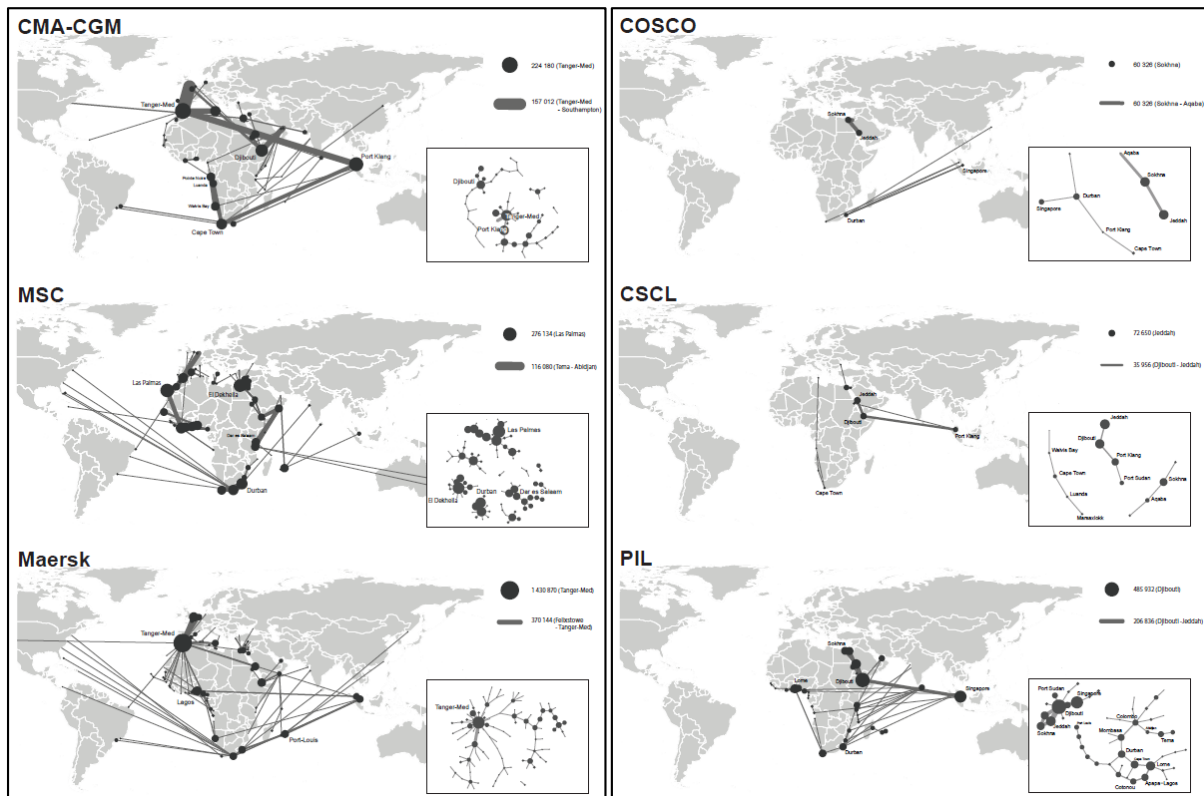 CMA-CGM
224 180 (Tanger-Med)
157 012 (Tanger-Med
- Southampton)
Tanger-Med
Djibouti
Port Klang
Pointe Noire
Luanda
Walvis Bay
Cape Town
Djibouti
Tanger-Med
Port Klang
MSC
276 134 (Las Palmas)
116 080 (Tema - Abidjan)
Las Palmas
El Dekheila
Dar es Salaam
Durban
Las Palmas
Durban
Dar es Salaam
El Dekheila
Maersk
1 430 870 (Tanger-Med)
370 144 (Felixstowe
- Tanger-Med)
Tanger-Med
Lagos
Port-Louis
Tanger-Med
COSCO
60 326 (Sokhna)
60 326 (Sokhna - Aqaba)
Sokhna
Jeddah
Singapore
Durban
Aqaba
Sokhna
Durban
Singapore
Jeddah
Port Klang
Cape Town
CSCL
72 650 (Jeddah)
35 956 (Djibouti - Jeddah)
Jeddah
Djibouti
Port Klang
Cape Town
Jeddah
Djibouti
Walvis Bay
Port Klang
Cape Town
Port Sudan
Sokhna
Luanda
Aqaba
Marsaxlokk
PIL
485 932 (Djibouti)
206 836 (Djibouti - Jeddah)
Sokhna
Djibouti
Lome
Singapore
Durban
Port Sudan
Singapore
Djibouti
Jeddah
Sokhna
Colombo
Mombasa
Tema
Durban
Cape Town
Lome
Apapa - Lagos
Cotonou